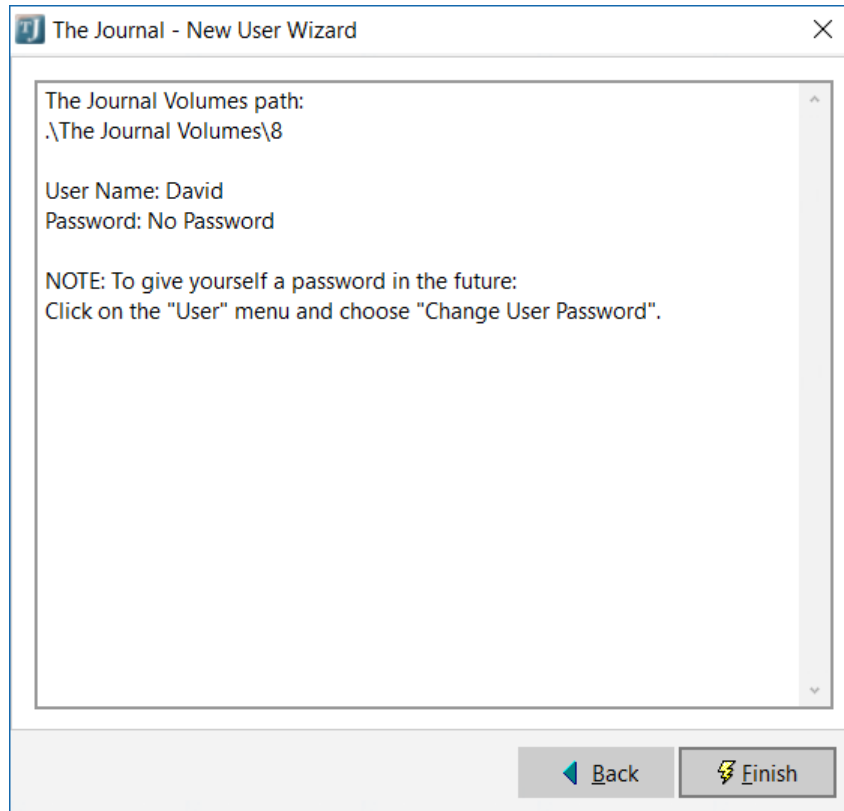 TJ The Journal - New User Wizard
The Journal Volumes path:
.\The Journal Volumes\8
User Name: David
Password: No Password
NOTE: To give yourself a password in the future:
Click on the "User" menu and choose "Change User Password".
Back
Finish